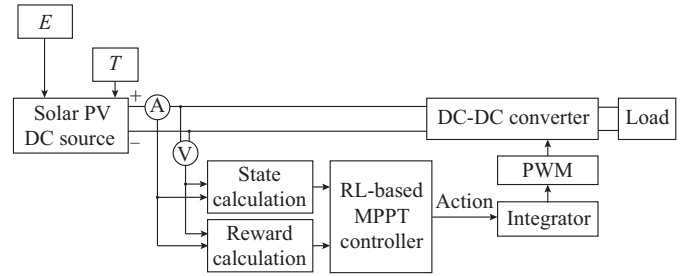 E
T
+
A
Solar PV
DC source
−
V
DC-DC converter
Load
State
calculation
RL-based
MPPT
controller
Reward
calculation
Action
PWM
Integrator